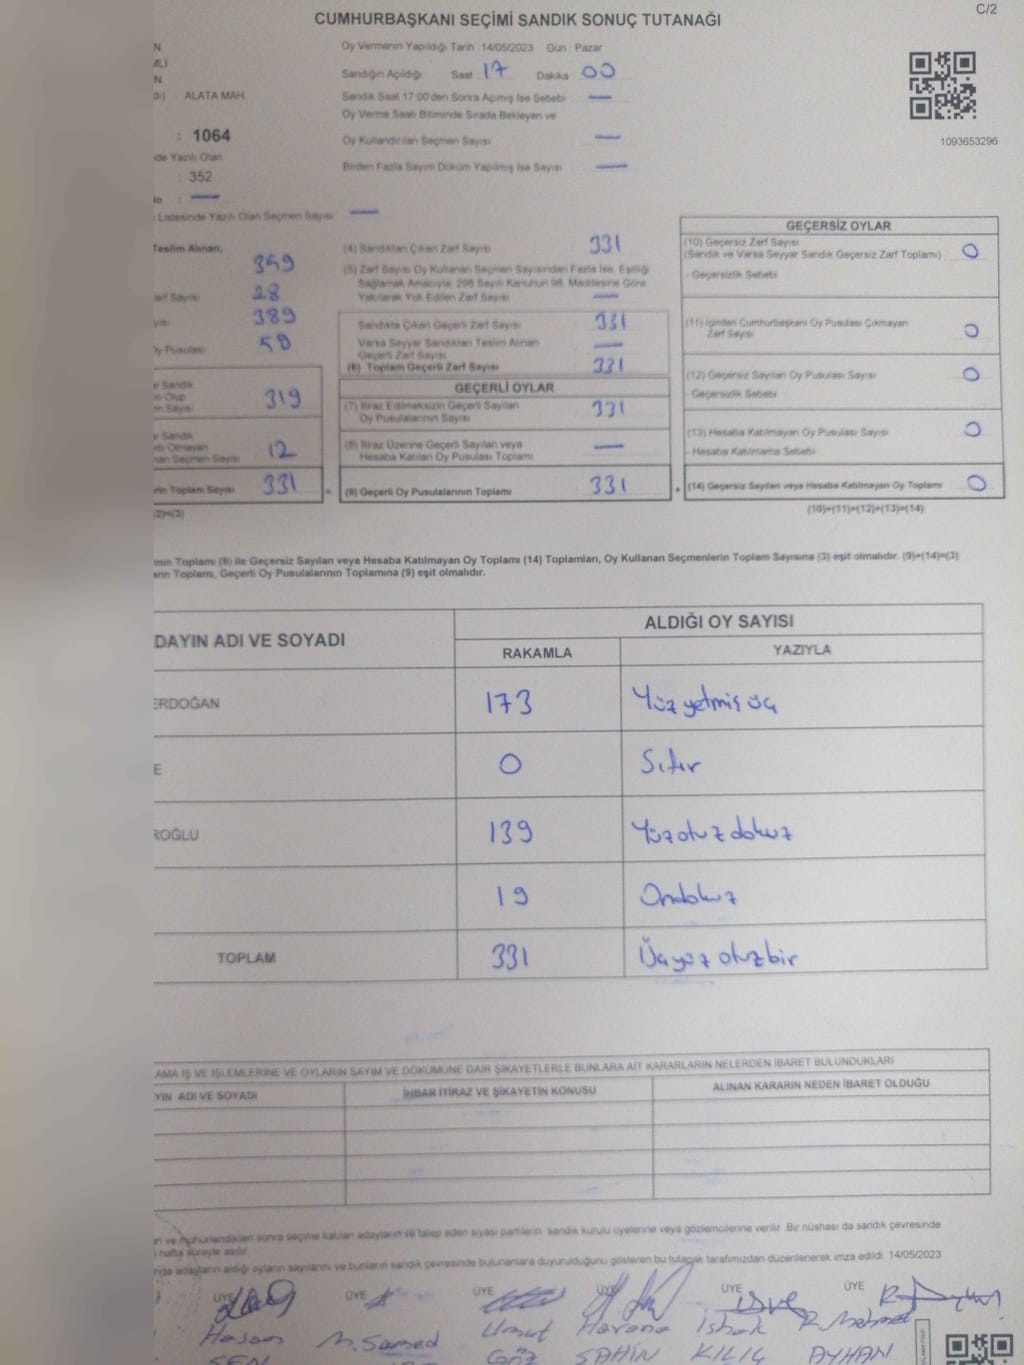 C/2
CUMHURBAŞKANI SEÇİMİ SANDIK SONUÇ TUTANAĞI
Oy Vermenin Yapıldığı Tarih : 14/05/2023 Gün : Pazar
Sandığın Açıldığı Saat 17 Dakika : 00
ALATA MAH. Sandık Saat 17:00'den Sonra Açımış İse Sebebi —
Oy Verme Saati Bitiminde Sırada Bekleyen ve
: 1064 Oy Kullandırılan Seçmen Sayısı —
1093653296
de Yazılı Olan Birden Fazla Sayım Döküm Yapılmış İse Sayısı —
: 352
: —
Listesinde Yazılı Olan Seçmen Sayısı —
Teslim Alınan;
359
arf Sayısı 28
389
Oy Pusulası 58
e Sandık
319
en Sayısı
e Sandık
12
nan Seçmen Sayısı
rın Toplam Sayısı 331 =
(2)=(3)
(4) Sandıktan Çıkan Zarf Sayısı 331
(5) Zarf Sayısı Oy Kullanan Seçmen Sayısından Fazla İse, Eşitliği
Sağlamak Amacıyla, 298 Sayılı Kanunun 98. Maddesine Göre
Yakılarak Yok Edilen Zarf Sayısı —
Sandıkta Çıkan Geçerli Zarf Sayısı 331
Varsa Seyyar Sandıktan Teslim Alınan
Geçerli Zarf Sayısı —
(6) Toplam Geçerli Zarf Sayısı 331
GEÇERLİ OYLAR
(7) İtiraz Edilmeksizin Geçerli Sayılan
Oy Pusulalarının Sayısı 331
(8) İtiraz Üzerine Geçerli Sayılan veya
Hesaba Katılan Oy Pusulası Toplamı —
(9) Geçerli Oy Pusulalarının Toplamı 331 +
GEÇERSİZ OYLAR
(10) Geçersiz Zarf Sayısı
(Sandık ve Varsa Seyyar Sandık Geçersiz Zarf Toplamı) 0
- Geçersizlik Sebebi
(11) İçinden Cumhurbaşkanı Oy Pusulası Çıkmayan
Zarf Sayısı 0
(12) Geçersiz Sayılan Oy Pusulası Sayısı 0
- Geçersizlik Sebebi
(13) Hesaba Katılmayan Oy Pusulası Sayısı 0
- Hesaba Katılmama Sebebi
(14) Geçersiz Sayılan veya Hesaba Katılmayan Oy Toplamı 0
(10)+(11)+(12)+(13)=(14)
nın Toplamı (9) ile Geçersiz Sayılan veya Hesaba Katılmayan Oy Toplamı (14) Toplamları, Oy Kullanan Seçmenlerin Toplam Sayısına (3) eşit olmalıdır. (9)+(14)=(3)
arın Toplamı, Geçerli Oy Pusulalarının Toplamına (9) eşit olmalıdır.
DAYIN ADI VE SOYADI ALDIĞI OY SAYISI
RAKAMLA YAZIYLA
ERDOĞAN 173 Yüz yetmiş üç
E 0 Sıfır
ROĞLU 139 Yüz otuz dokuz
19 Ondokuz
TOPLAM 331 Üçyüz otuz bir
AMA İŞ VE İŞLEMLERİNE VE OYLARIN SAYIM VE DÖKÜMÜNE DAİR ŞİKAYETLERLE BUNLARA AİT KARARLARIN NELERDEN İBARET BULUNDUKLARI
YIN ADI VE SOYADI İHBAR İTİRAZ VE ŞİKAYETİN KONUSU ALINAN KARARIN NEDEN İBARET OLDUĞU
n ve mühürlendikten sonra seçime katılan adayların ve talep eden siyasi partilerin, sandık kurulu üyelerine veya gözlemcilerine verilir. Bir nüshası da sandık çevresinde
hafta süreyle asılır.
nga adayların aldığı oyların sayılarını ve bunların sandık çevresinde bulunanlara duyurulduğunu gösteren bu tutanak tarafımızdan düzenlenerek imza edildi. 14/05/2023
ÜYE ÜYE ÜYE ÜYE ÜYE ÜYE
Hasan M. Samed Umut Harana İshak R. Mehmet
ŞEN GÖZ ŞAHİN KILIÇ AYHAN